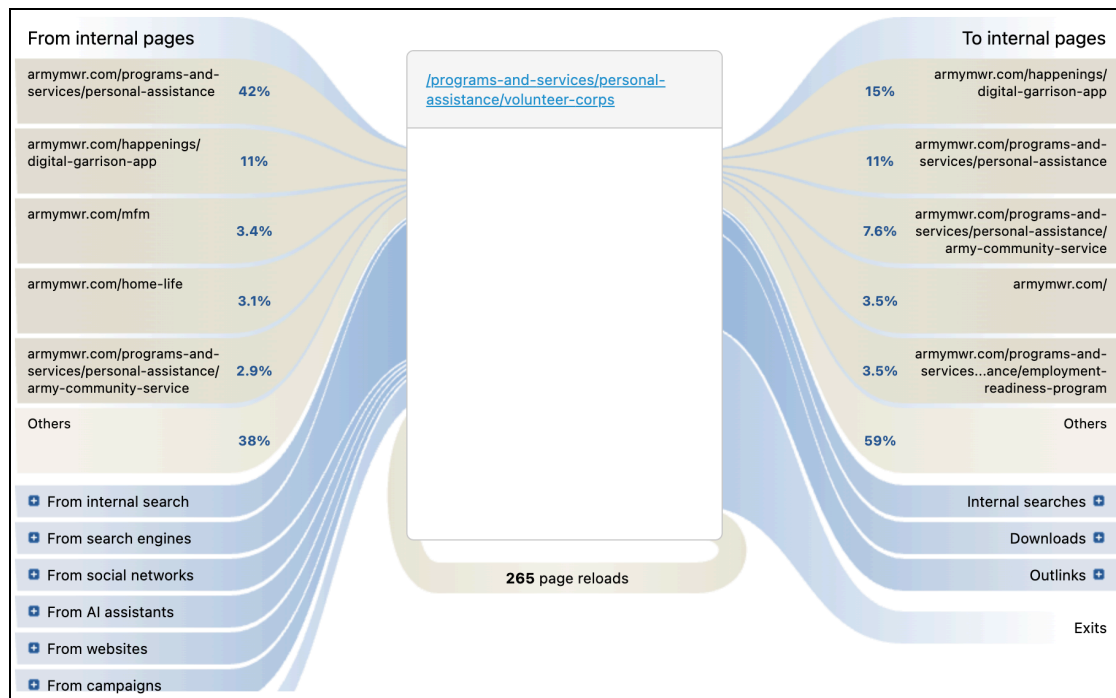 From internal pages
armymwr.com/programs-and-
services/personal-assistance
42%
armymwr.com/happenings/
digital-garrison-app
11%
armymwr.com/mfm
3.4%
armymwr.com/home-life
3.1%
armymwr.com/programs-and-
services/personal-assistance/
army-community-service
2.9%
Others
38%
From internal search
From search engines
From social networks
From AI assistants
From websites
From campaigns
/programs-and-services/personal-
assistance/volunteer-corps
265 page reloads
To internal pages
15%
armymwr.com/happenings/
digital-garrison-app
11%
armymwr.com/programs-and-
services/personal-assistance
7.6%
armymwr.com/programs-and-
services/personal-assistance/
army-community-service
3.5%
armymwr.com/
3.5%
armymwr.com/programs-and-
services...ance/employment-
readiness-program
Others
59%
Internal searches
Downloads
Outlinks
Exits